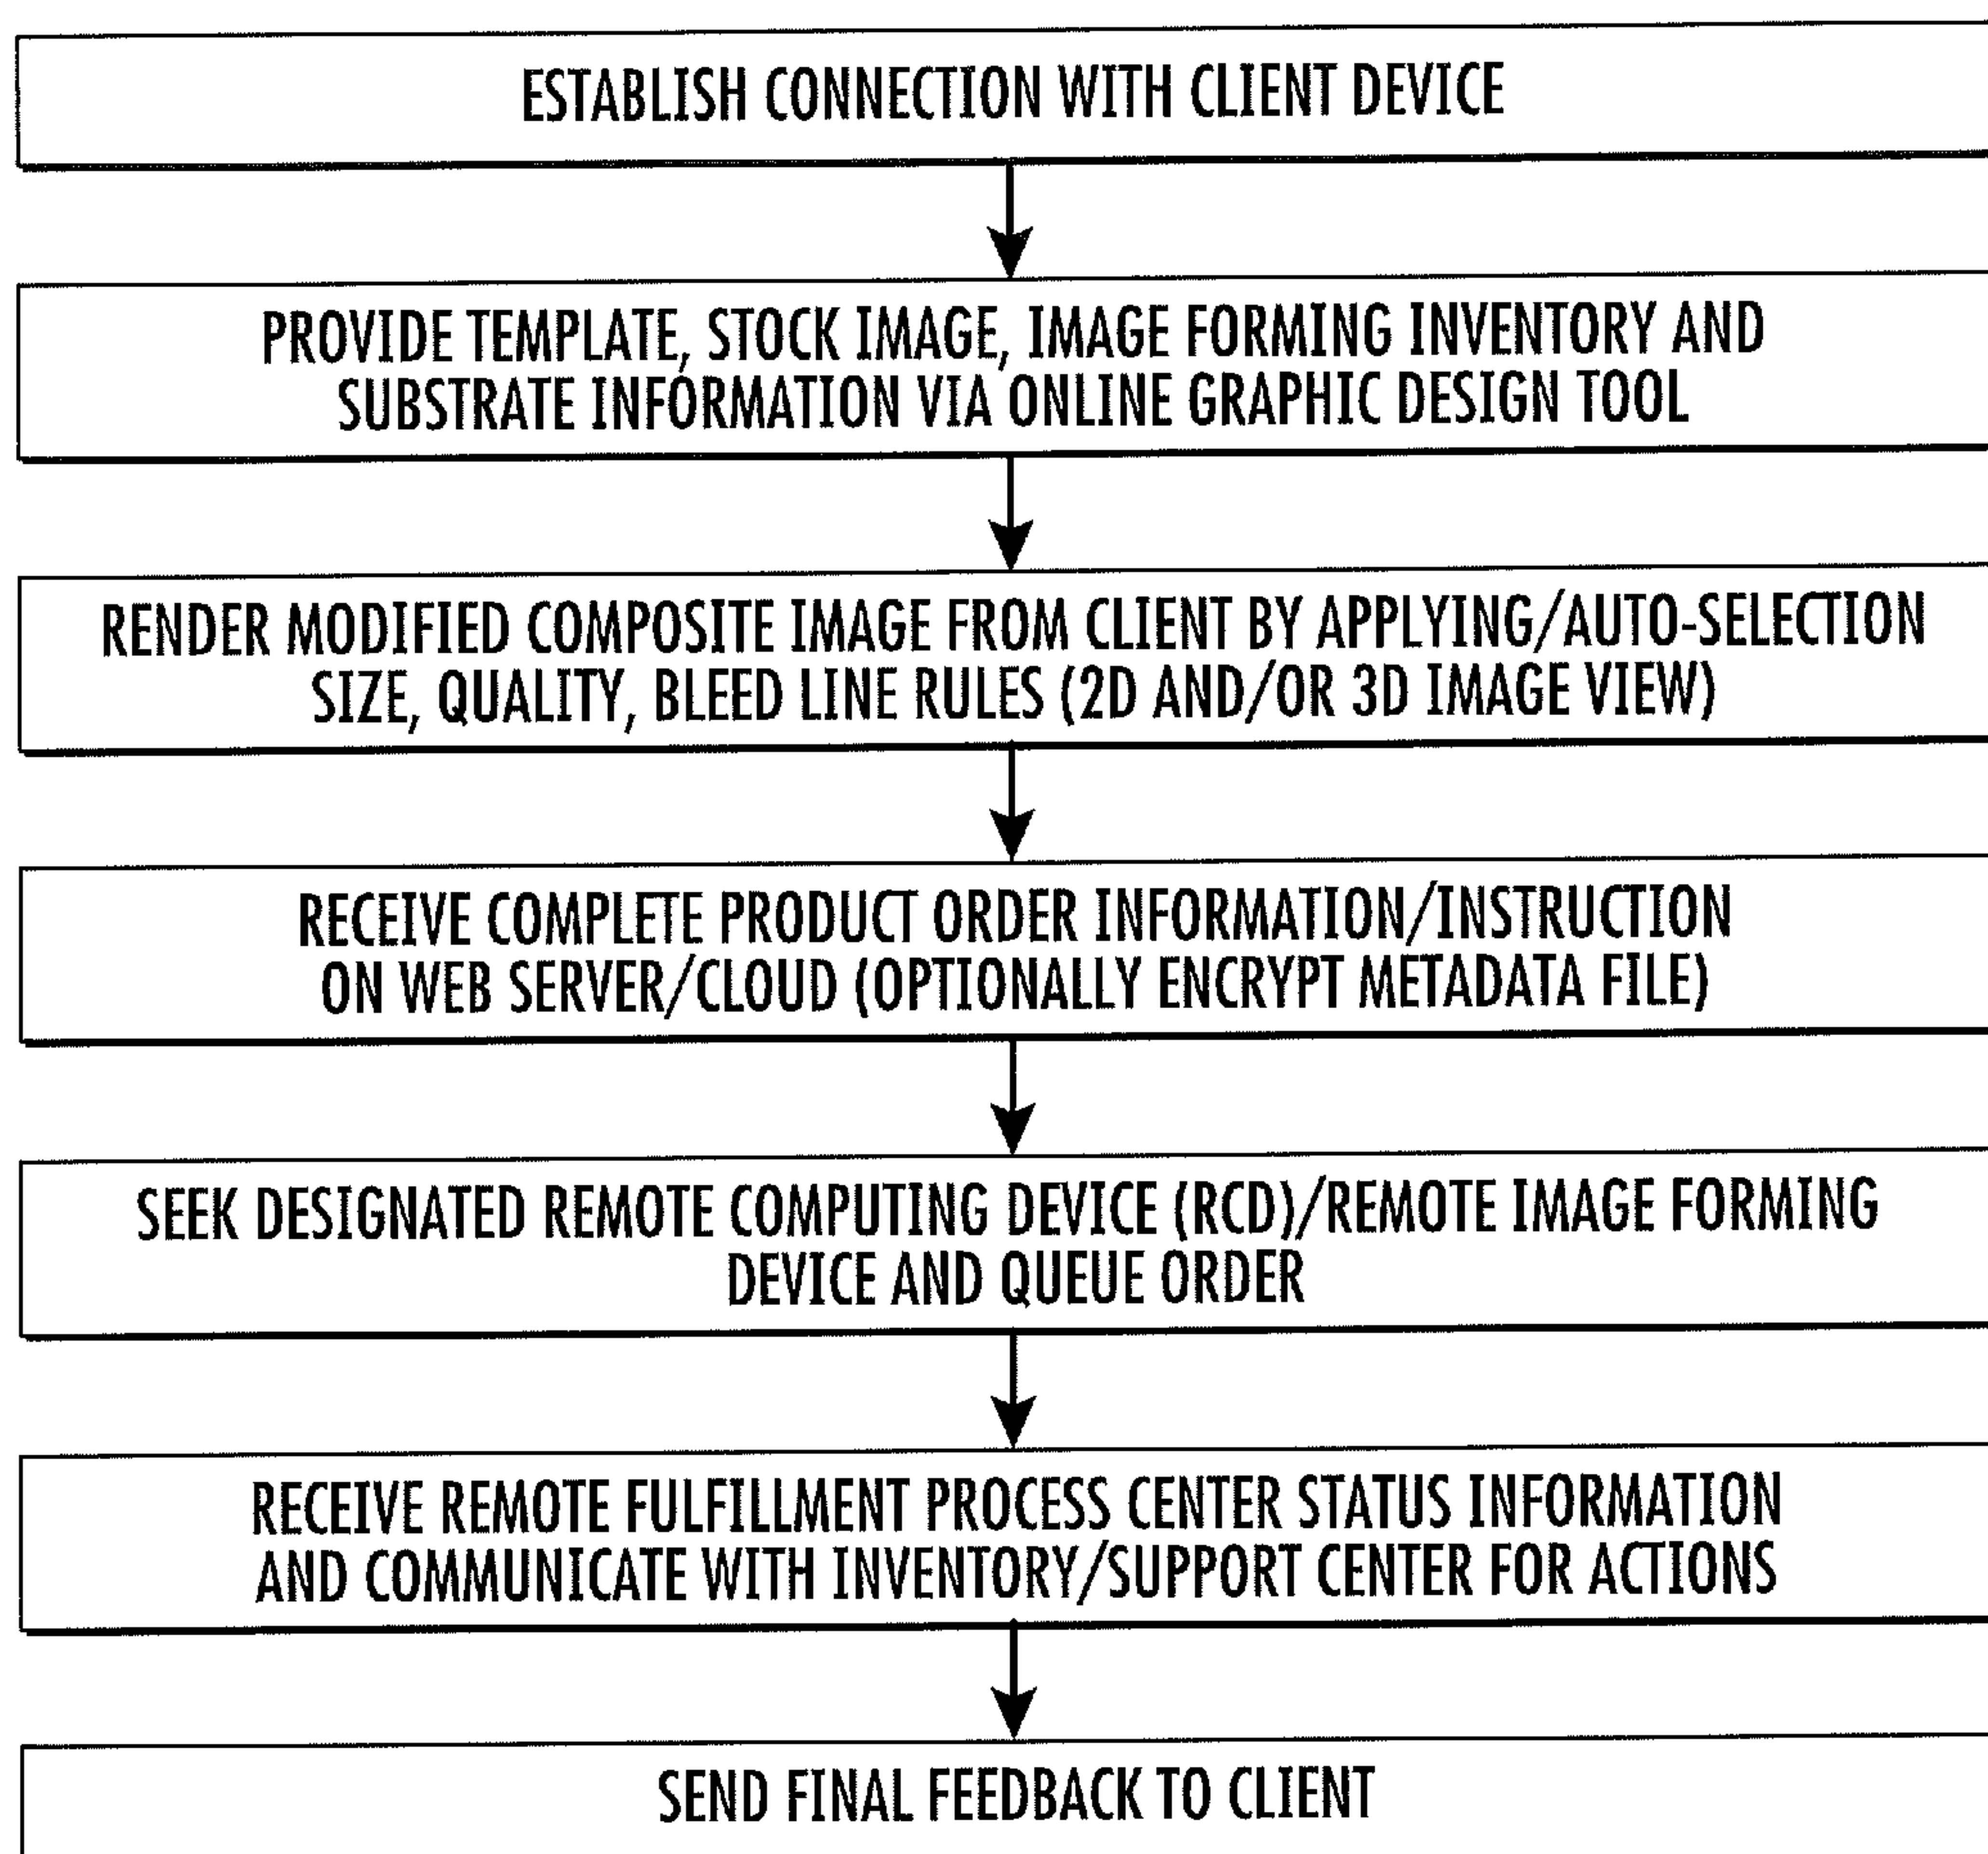 ESTABLISH CONNECTION WITH CLIENT DEVICE
PROVIDE TEMPLATE, STOCK IMAGE, IMAGE FORMING INVENTORY AND
SUBSTRATE INFORMATION VIA ONLINE GRAPHIC DESIGN TOOL
RENDER MODIFIED COMPOSITE IMAGE FROM CLIENT BY APPLYING/AUTO-SELECTION
SIZE, QUALITY, BLEED LINE RULES (2D AND/OR 3D IMAGE VIEW)
RECEIVE COMPLETE PRODUCT ORDER INFORMATION/INSTRUCTION
ON WEB SERVER/CLOUD (OPTIONALLY ENCRYPT METADATA FILE)
SEEK DESIGNATED REMOTE COMPUTING DEVICE (RCD)/REMOTE IMAGE FORMING
DEVICE AND QUEUE ORDER
RECEIVE REMOTE FULFILLMENT PROCESS CENTER STATUS INFORMATION
AND COMMUNICATE WITH INVENTORY/SUPPORT CENTER FOR ACTIONS
SEND FINAL FEEDBACK TO CLIENT